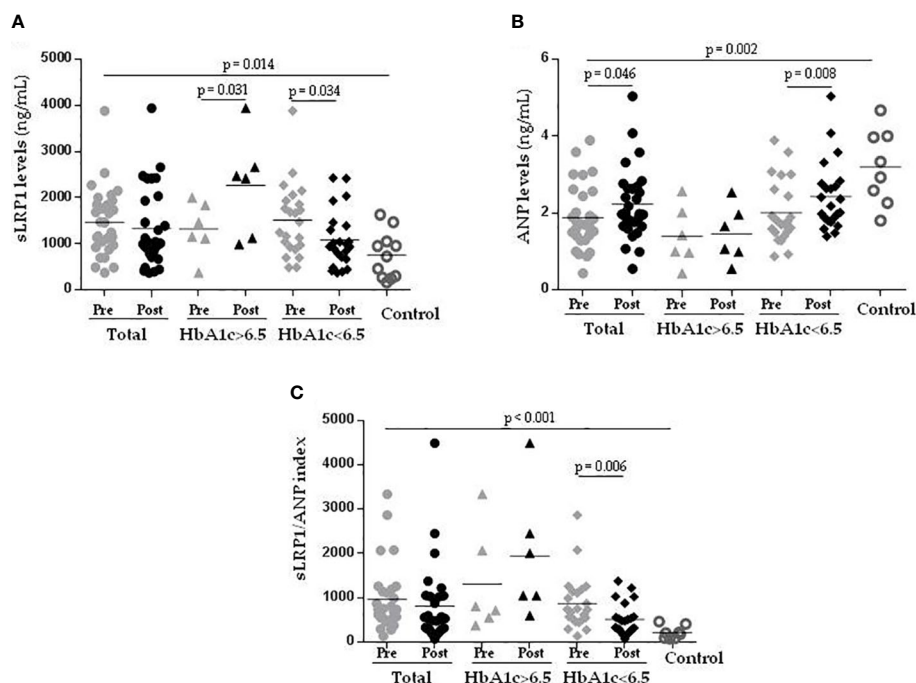 A
sLRP1 levels (ng/mL)
5000
4000
3000
2000
1000
0
p = 0.014
p = 0.031
p = 0.034
Pre Post Pre Post Pre Post Control
Total HbA1c>6.5 HbA1c<6.5
B
ANP levels (ng/mL)
6
4
2
0
p = 0.002
p = 0.046
p = 0.008
Pre Post Pre Post Pre Post Control
Total HbA1c>6.5 HbA1c<6.5
C
sLRP1/ANP index
5000
4000
3000
2000
1000
0
p < 0.001
p = 0.006
Pre Post Pre Post Pre Post Control
Total HbA1c>6.5 HbA1c<6.5